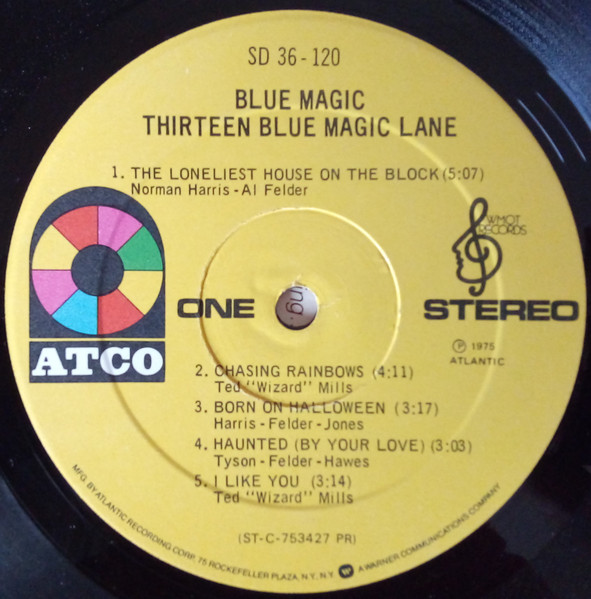 SD 36-120
BLUE MAGIC
THIRTEEN BLUE MAGIC LANE
1. THE LONELIEST HOUSE ON THE BLOCK (5:07)
Norman Harris - Al Felder
WMOT
RECORDS
ATCO
ONE
ing.
STEREO
Ⓟ 1975
ATLANTIC
2. CHASING RAINBOWS (4:11)
Ted "Wizard" Mills
3. BORN ON HALLOWEEN (3:17)
Harris - Felder - Jones
4. HAUNTED (BY YOUR LOVE) (3:03)
Tyson - Felder - Hawes
5. I LIKE YOU (3:14)
Ted "Wizard" Mills
(ST-C-753427 PR)
MFG. BY ATLANTIC RECORDING CORP. 75 ROCKEFELLER PLAZA, N.Y., N.Y. W A WARNER COMMUNICATIONS COMPANY